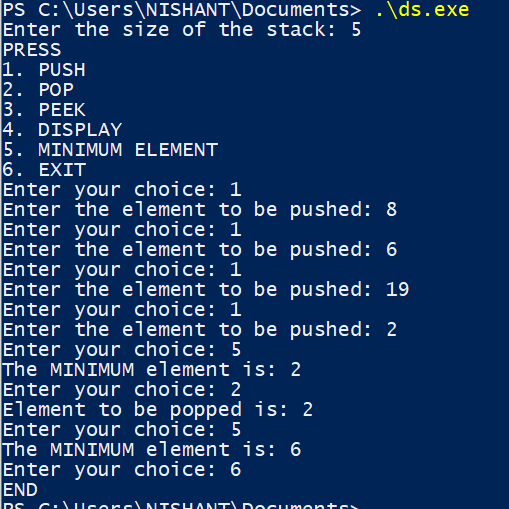 PS C:\Users\NISHANT\Documents> .\ds.exe
Enter the size of the stack: 5
PRESS
1. PUSH
2. POP
3. PEEK
4. DISPLAY
5. MINIMUM ELEMENT
6. EXIT
Enter your choice: 1
Enter the element to be pushed: 8
Enter your choice: 1
Enter the element to be pushed: 6
Enter your choice: 1
Enter the element to be pushed: 19
Enter your choice: 1
Enter the element to be pushed: 2
Enter your choice: 5
The MINIMUM element is: 2
Enter your choice: 2
Element to be popped is: 2
Enter your choice: 5
The MINIMUM element is: 6
Enter your choice: 6
END
PS C:\Users\NISHANT\Documents>